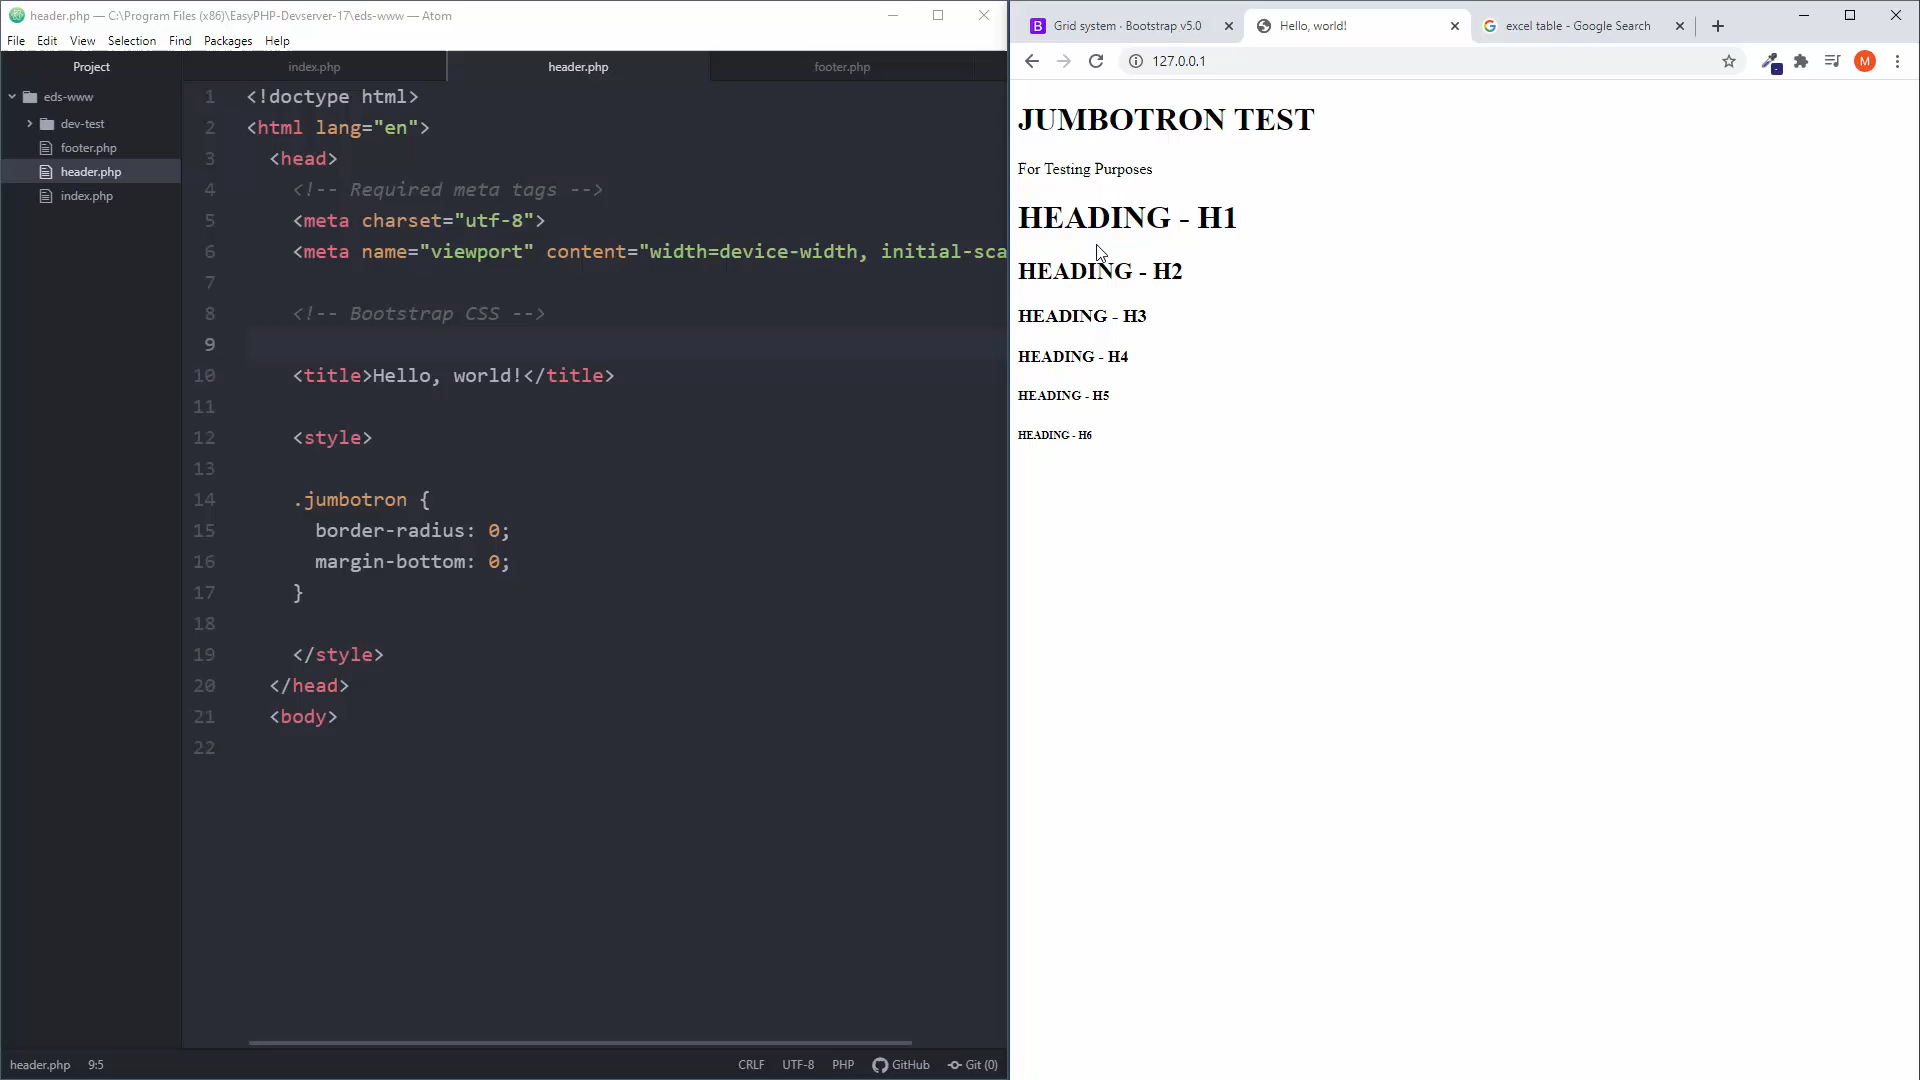 header.php — C:\Program Files (x86)\EasyPHP-Devserver-17\eds-www — Atom
File Edit View Selection Find Packages Help
Project
eds-www
dev-test
footer.php
header.php
index.php
index.php header.php footer.php
1 <!doctype html>
2 <html lang="en">
3 <head>
4 <!-- Required meta tags -->
5 <meta charset="utf-8">
6 <meta name="viewport" content="width=device-width, initial-sca
7
8 <!-- Bootstrap CSS -->
9
10 <title>Hello, world!</title>
11
12 <style>
13
14 .jumbotron {
15 border-radius: 0;
16 margin-bottom: 0;
17 }
18
19 </style>
20 </head>
21 <body>
22
header.php 9:5 CRLF UTF-8 PHP GitHub Git (0)
B Grid system · Bootstrap v5.0 Hello, world! G excel table - Google Search
127.0.0.1 M
JUMBOTRON TEST
For Testing Purposes
HEADING - H1
HEADING - H2
HEADING - H3
HEADING - H4
HEADING - H5
HEADING - H6